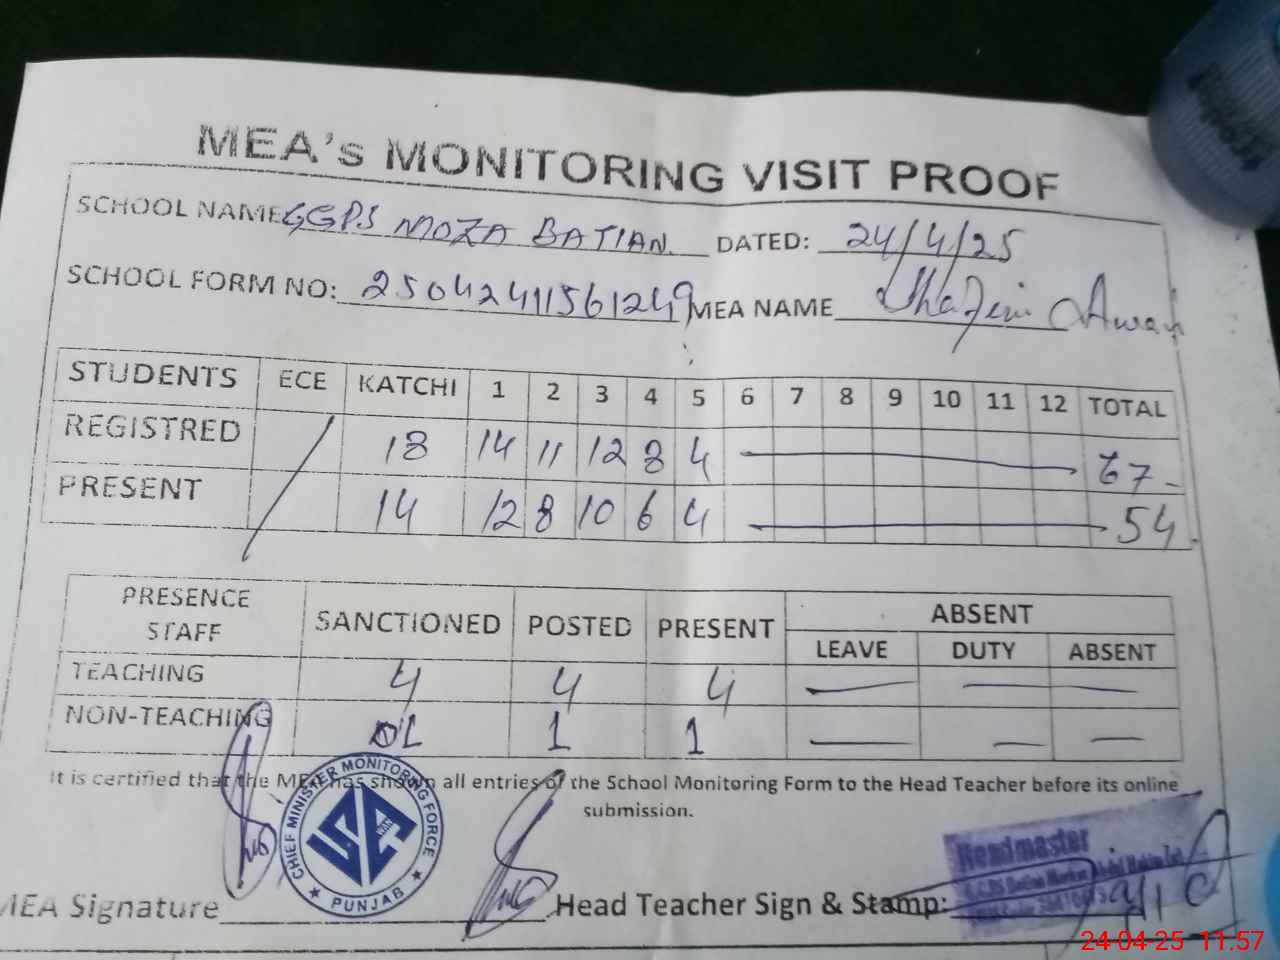 MEA's MONITORING VISIT PROOF
SCHOOL NAME GGPS MOZA BATIAN. DATED: 24/4/25
SCHOOL FORM NO: 25042411561249 MEA NAME Awan
STUDENTS ECE KATCHI 1 2 3 4 5 6 7 8 9 10 11 12 TOTAL
REGISTRED 18 14 11 12 8 4 67
PRESENT 14 12 8 10 6 4 54
PRESENCE STAFF SANCTIONED POSTED PRESENT ABSENT
LEAVE DUTY ABSENT
TEACHING 4 4 4
NON-TEACHING 01 1 1
It is certified that the MEA has shown all entries of the School Monitoring Form to the Head Teacher before its online
submission.
CHIEF MINISTER MONITORING FORCE
PUNJAB
Headmaster
MEA Signature Head Teacher Sign & Stamp:
24-04-25 11.57